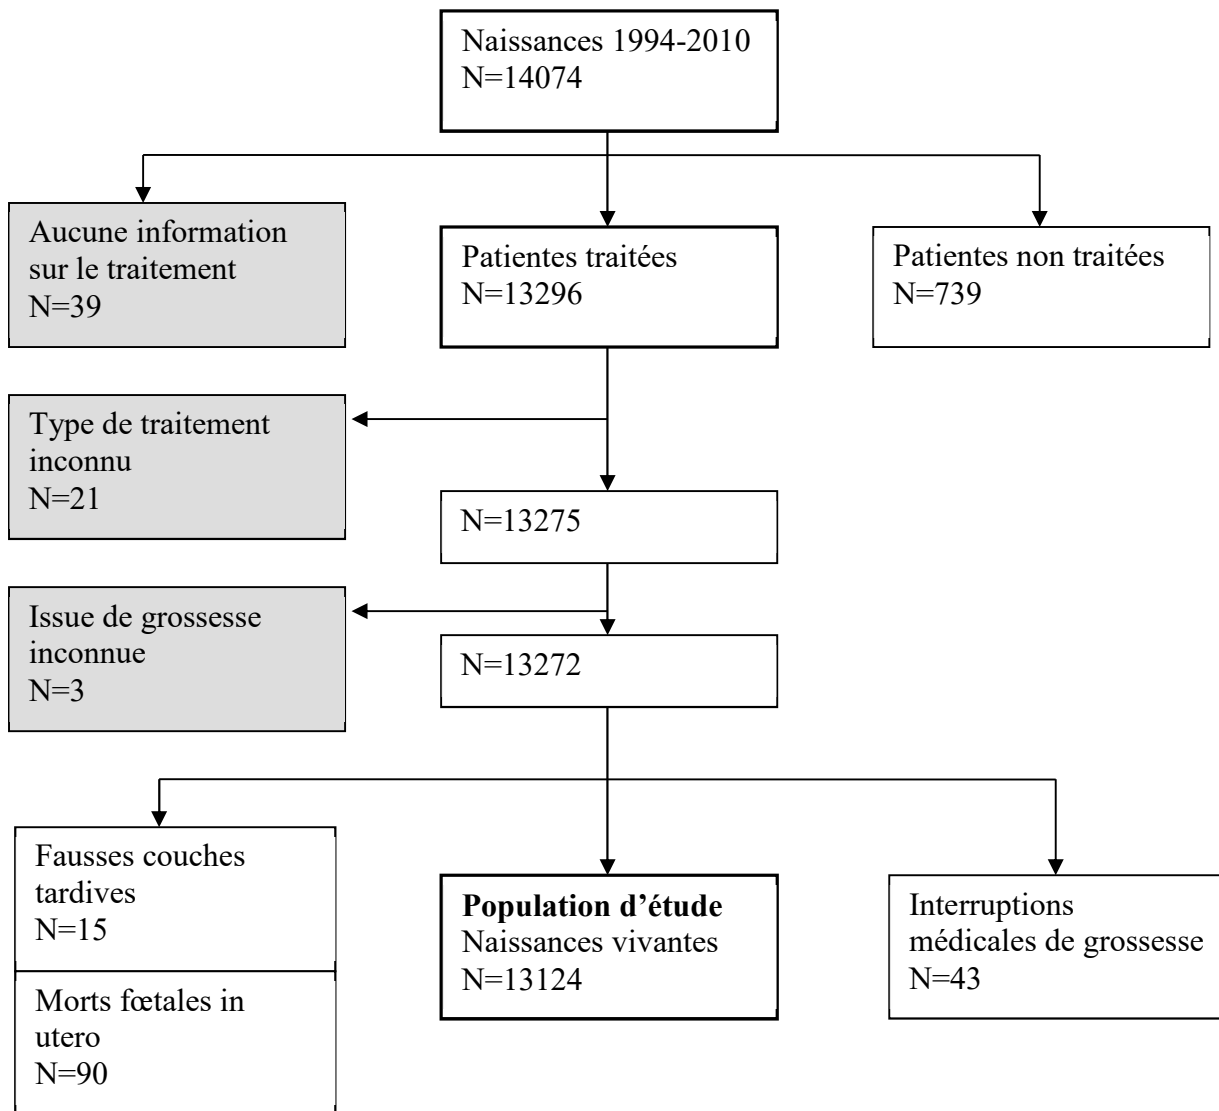 Naissances 1994-2010
N=14074
Aucune information
sur le traitement
N=39
Patientes traitées
N=13296
Patientes non traitées
N=739
Type de traitement
inconnu
N=21
N=13275
Issue de grossesse
inconnue
N=3
N=13272
Fausses couches
tardives
N=15
Morts fœtales in
utero
N=90
Population d’étude
Naissances vivantes
N=13124
Interruptions
médicales de grossesse
N=43